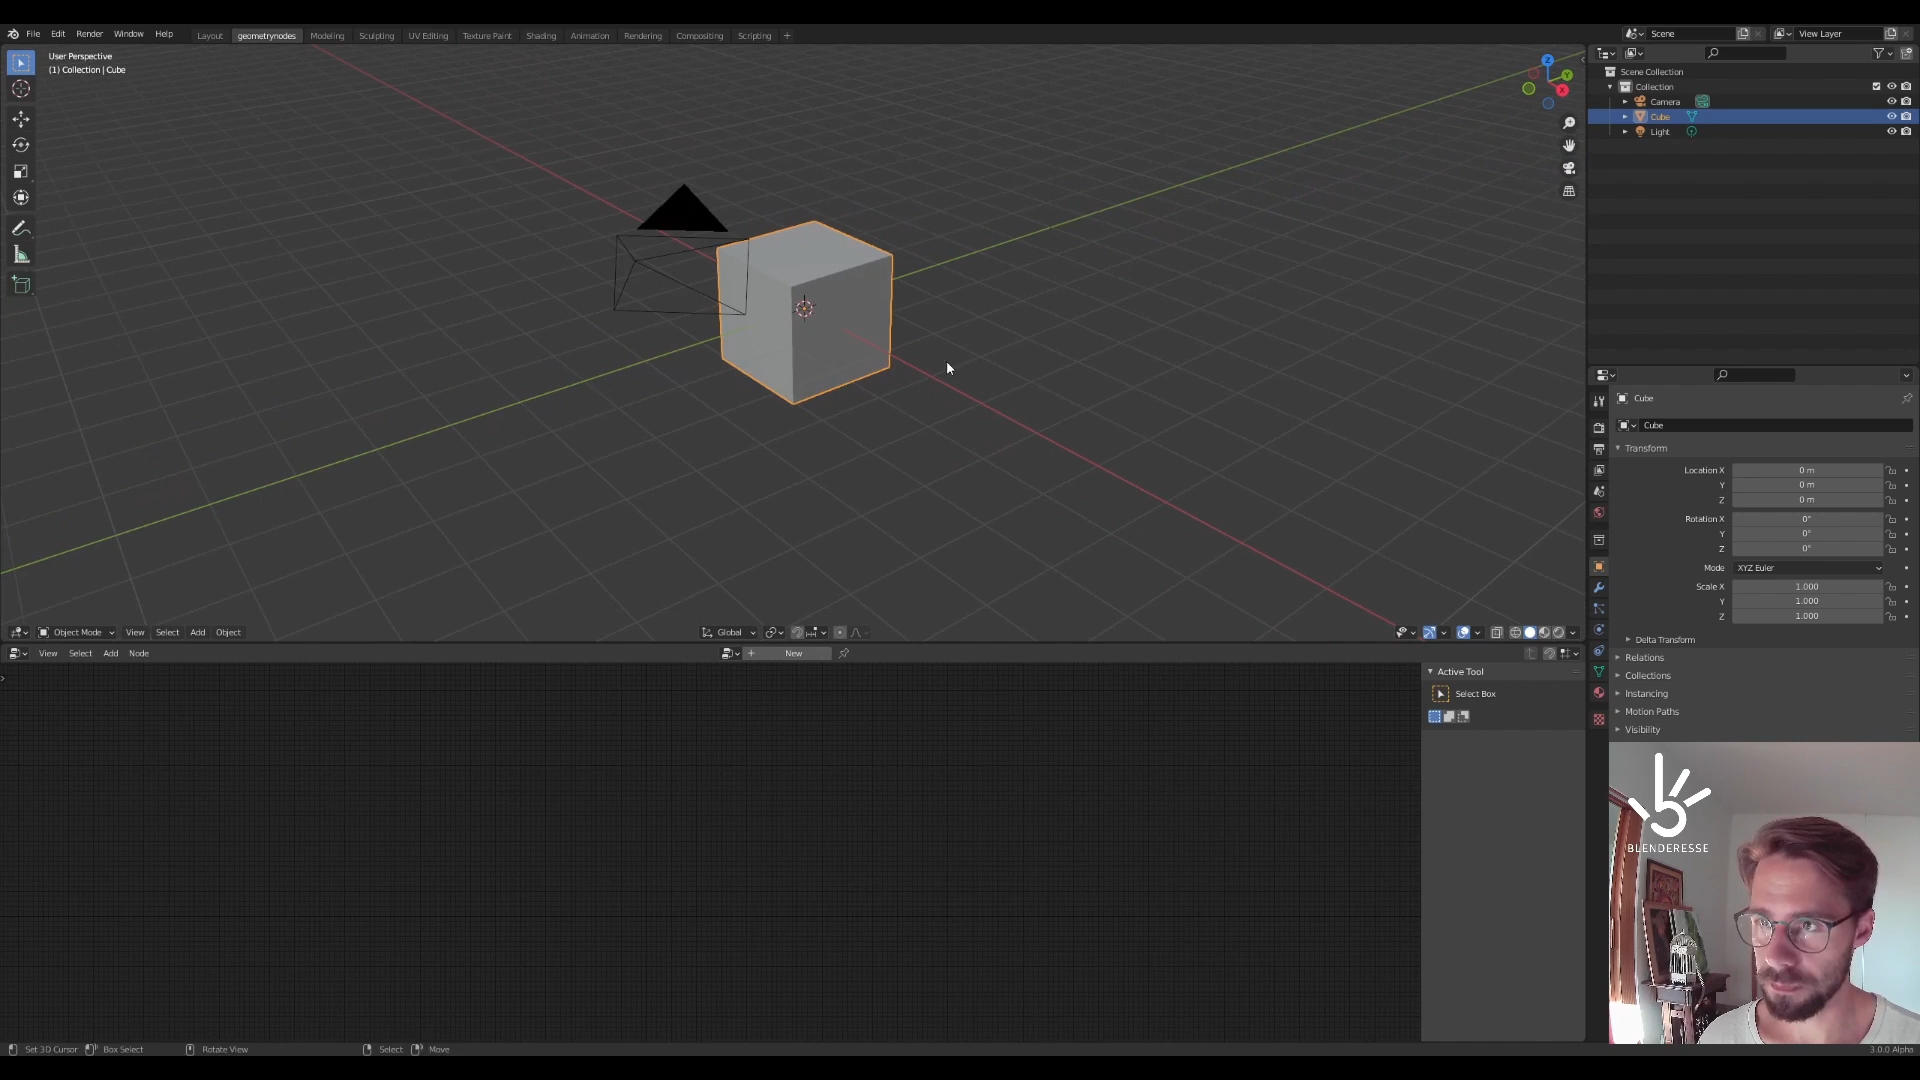 File Edit Render Window Help Layout geometrynodes Modeling Sculpting UV Editing Texture Paint Shading Animation Rendering Compositing Scripting + Scene View Layer
User Perspective
(1) Collection | Cube
Z
Y
X
Scene Collection
Collection
Camera
Cube
Light
Cube
Cube
Transform
Location X 0 m
Y 0 m
Z 0 m
Rotation X 0°
Y 0°
Z 0°
Mode XYZ Euler
Scale X 1.000
Y 1.000
Z 1.000
Delta Transform
Relations
Collections
Instancing
Motion Paths
Visibility
Object Mode View Select Add Object Global
View Select Add Node + New
Active Tool
Select Box
BLENDERESSE
Set 3D Cursor Box Select Rotate View Select Move 3.0.0 Alpha